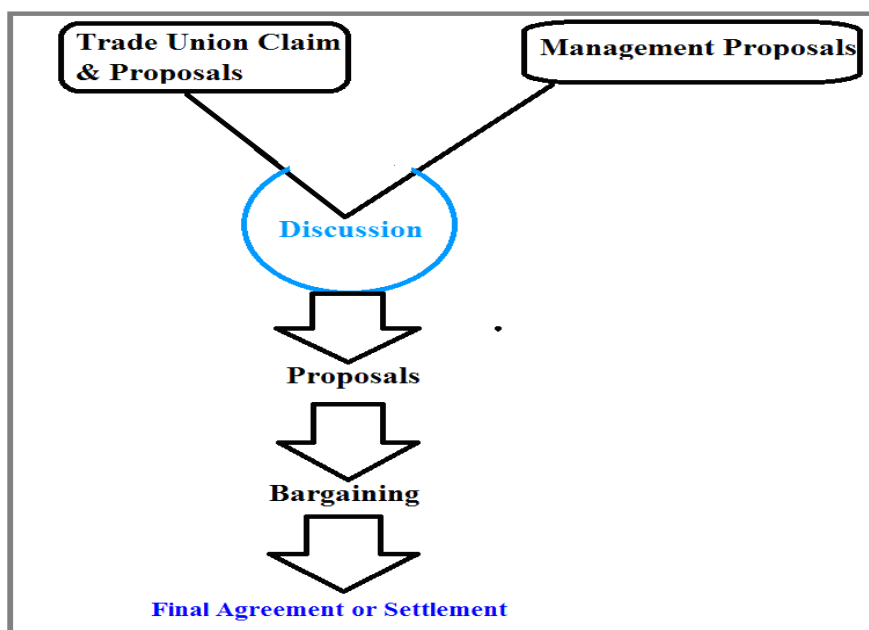 Trade Union Claim
& Proposals
Management Proposals
Discussion
Proposals
Bargaining
Final Agreement or Settlement